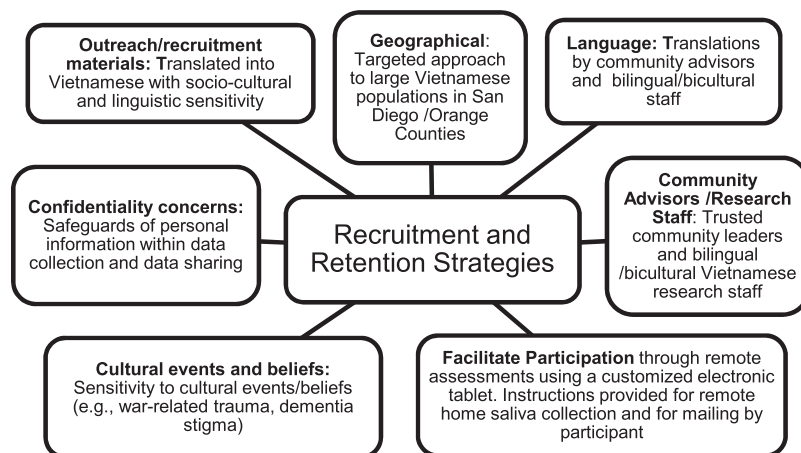 Outreach/recruitment
materials: Translated into
Vietnamese with socio-cultural
and linguistic sensitivity
Geographical:
Targeted approach
to large Vietnamese
populations in San
Diego /Orange
Counties
Language: Translations
by community advisors
and bilingual/bicultural
staff
Confidentiality concerns:
Safeguards of personal
information within data
collection and data sharing
Recruitment and
Retention Strategies
Community
Advisors /Research
Staff: Trusted
community leaders
and bilingual
/bicultural Vietnamese
research staff
Cultural events and beliefs:
Sensitivity to cultural events/beliefs
(e.g., war-related trauma, dementia
stigma)
Facilitate Participation through remote
assessments using a customized electronic
tablet. Instructions provided for remote
home saliva collection and for mailing by
participant